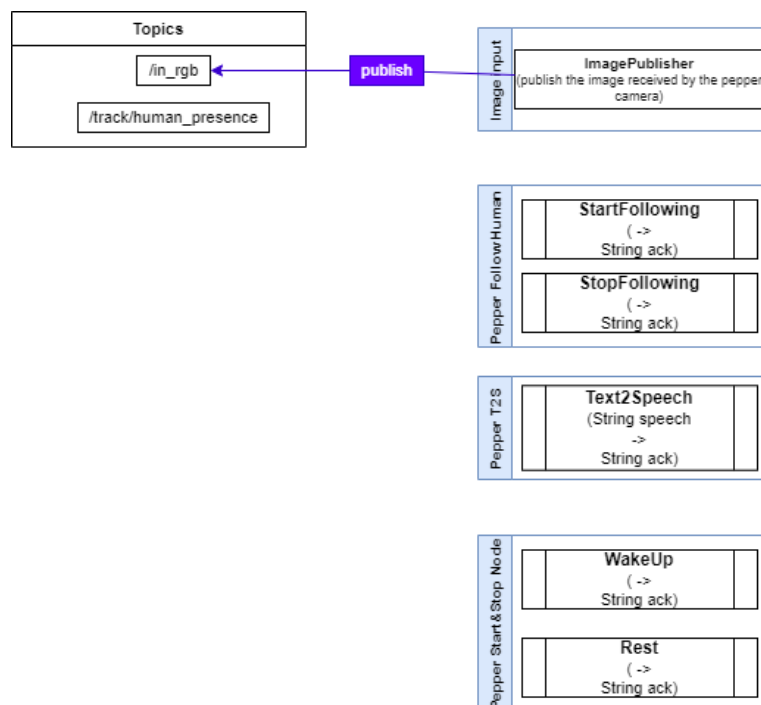 Topics
/in_rgb
/track/human_presence
publish
Image input
ImagePublisher
(publish the image received by the pepper
camera)
Pepper FollowHuman
StartFollowing
( ->
String ack)
StopFollowing
( ->
String ack)
Pepper T2S
Text2Speech
(String speech
->
String ack)
Pepper Start&Stop Node
WakeUp
( ->
String ack)
Rest
( ->
String ack)